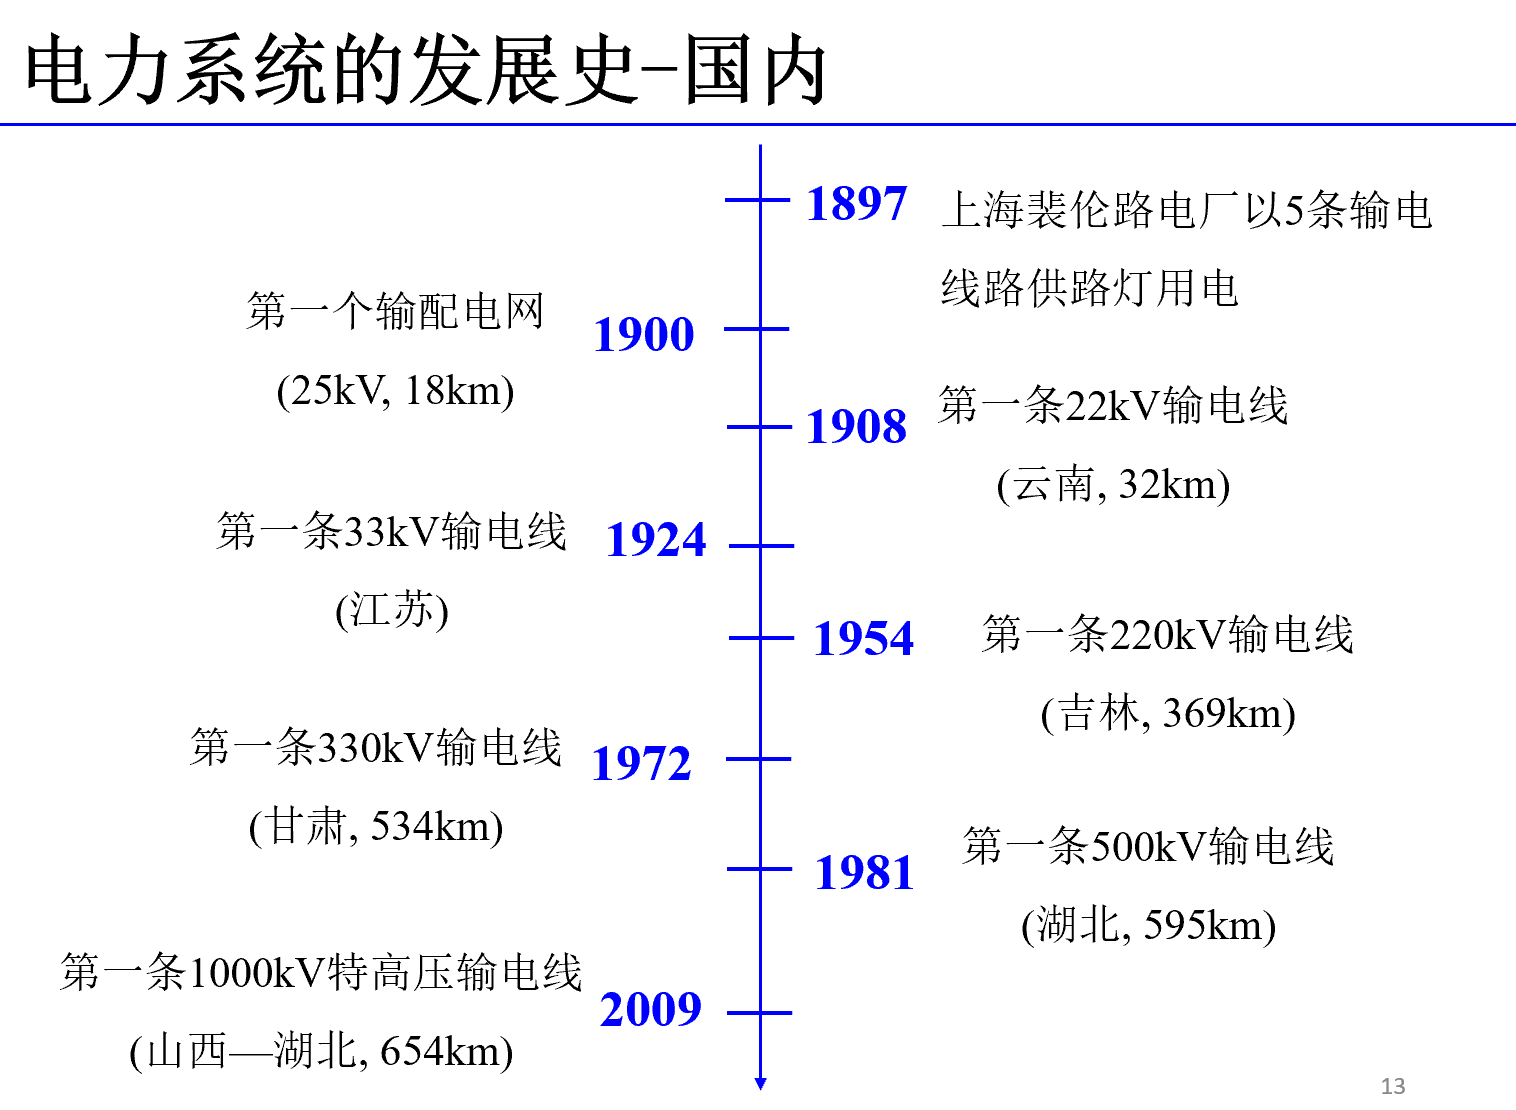 电力系统的发展史-国内
1897
上海裴伦路电厂以5条输电
线路供路灯用电
第一个输配电网
(25kV, 18km)
1900
1908
第一条22kV输电线
(云南, 32km)
第一条33kV输电线
(江苏)
1924
1954
第一条220kV输电线
(吉林, 369km)
第一条330kV输电线
(甘肃, 534km)
1972
1981
第一条500kV输电线
(湖北, 595km)
第一条1000kV特高压输电线
(山西—湖北, 654km)
2009
13